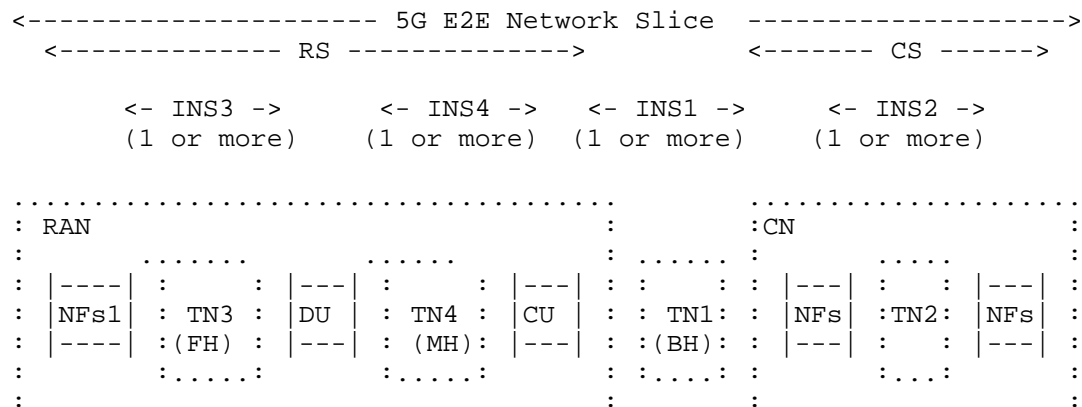 <----------------------- 5G E2E Network Slice --------------------->
<-------------- RS --------------> <------- CS ------>
<- INS3 -> <- INS4 -> <- INS1 -> <- INS2 ->
(1 or more) (1 or more) (1 or more) (1 or more)
....................................... .....................
: RAN : :CN :
: ....... ...... : ...... : ..... :
: |----| : : |---| : : |---| : : : : |---| : : |---| :
: |NFs1| : TN3 : |DU | : TN4 : |CU | : : TN1: : |NFs| :TN2: |NFs| :
: |----| :(FH) : |---| : (MH): |---| : :(BH): : |---| : : |---| :
: :.....: :.....: : :....: : :...: :
: : : :